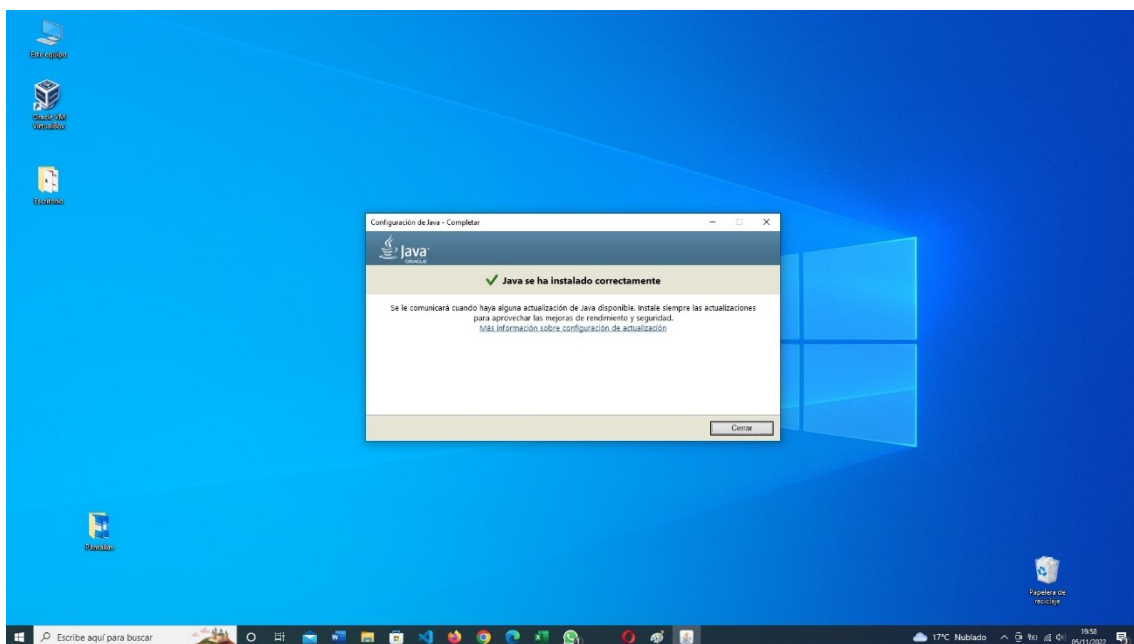 Este equipo
Oracle VM
VirtualBox
Escritorio
Configuración de Java - Completar
Java
ORACLE
Java se ha instalado correctamente
Se le comunicará cuando haya alguna actualización de Java disponible. Instale siempre las actualizaciones
para aprovechar las mejoras de rendimiento y seguridad.
Más información sobre configuración de actualización
Cerrar
Pantallas
Papelera de
reciclaje
Escribe aquí para buscar
17°C Nublado
19:58
05/11/2022